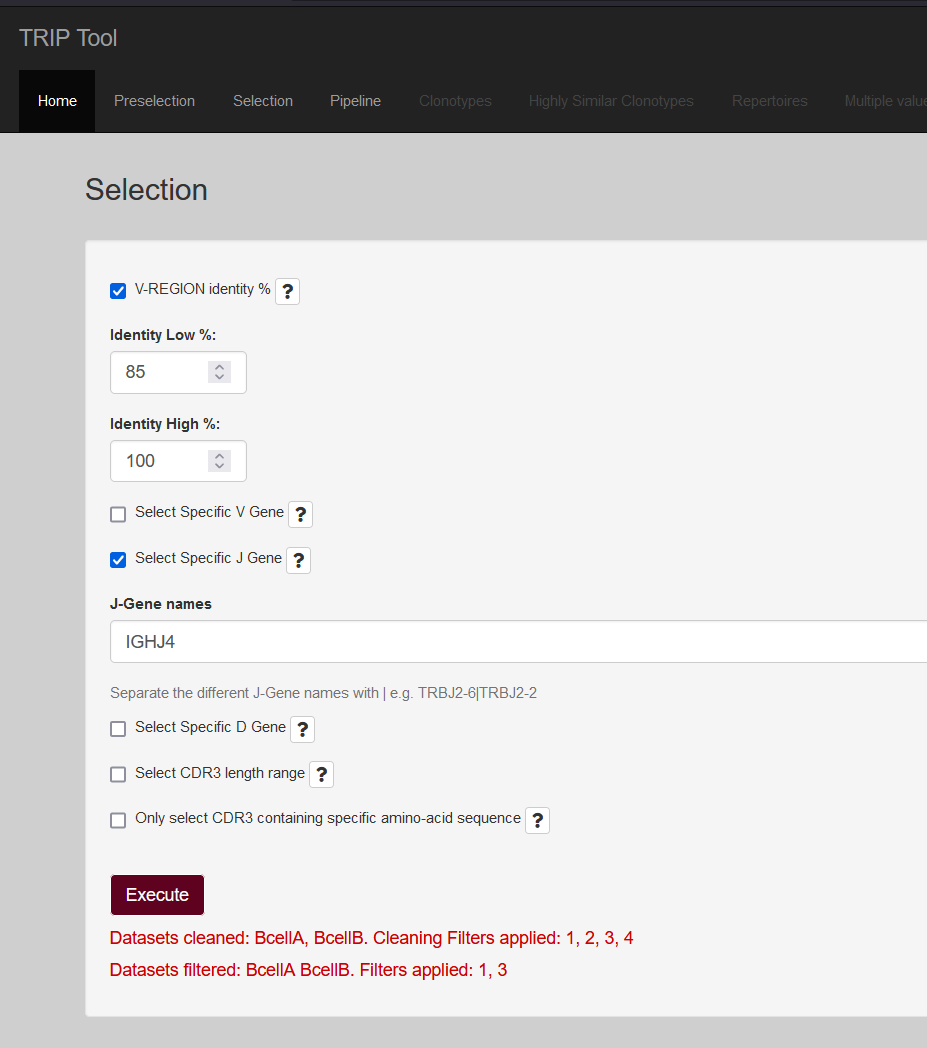 TRIP Tool
Home Preselection Selection Pipeline Clonotypes Highly Similar Clonotypes Repertoires Multiple value
Selection
V-REGION identity % ?
Identity Low %:
85
Identity High %:
100
Select Specific V Gene ?
Select Specific J Gene ?
J-Gene names
IGHJ4
Separate the different J-Gene names with | e.g. TRBJ2-6|TRBJ2-2
Select Specific D Gene ?
Select CDR3 length range ?
Only select CDR3 containing specific amino-acid sequence ?
Execute
Datasets cleaned: BcellA, BcellB. Cleaning Filters applied: 1, 2, 3, 4
Datasets filtered: BcellA BcellB. Filters applied: 1, 3